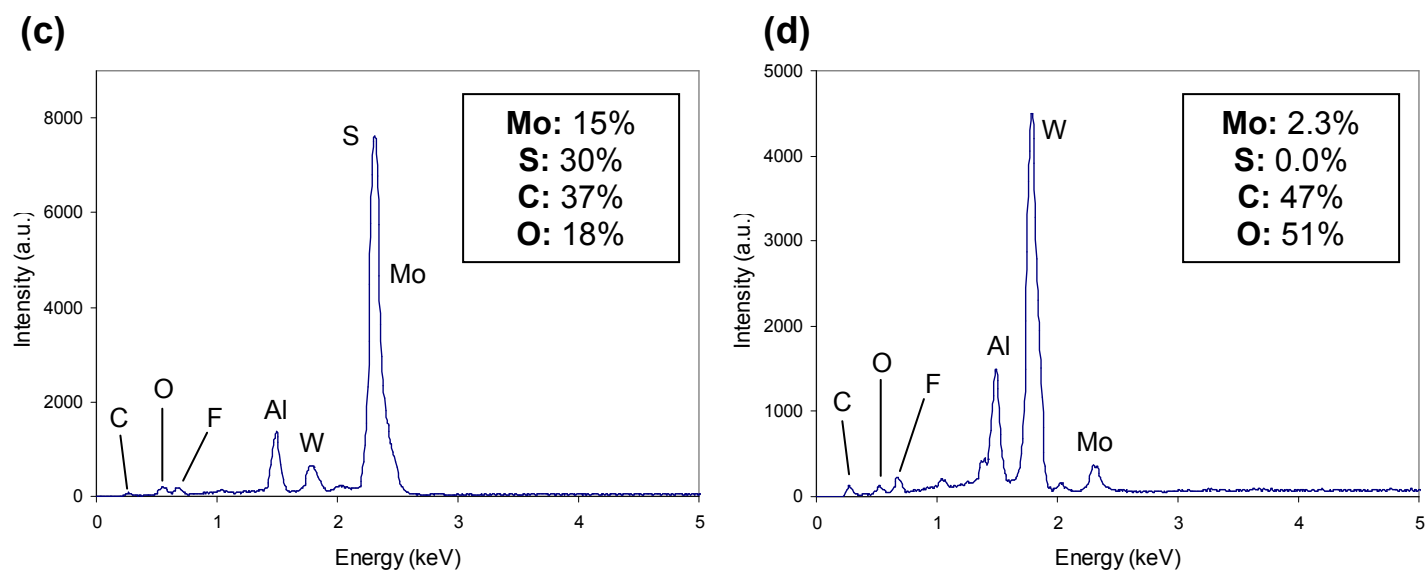 (c)
Intensity (a.u.)
8000
6000
4000
2000
0
0 1 2 3 4 5
Energy (keV)
C
O
F
Al
W
S
Mo
Mo: 15%
S: 30%
C: 37%
O: 18%
(d)
Intensity (a.u.)
5000
4000
3000
2000
1000
0
0 1 2 3 4 5
Energy (keV)
C
O
F
Al
W
Mo
Mo: 2.3%
S: 0.0%
C: 47%
O: 51%